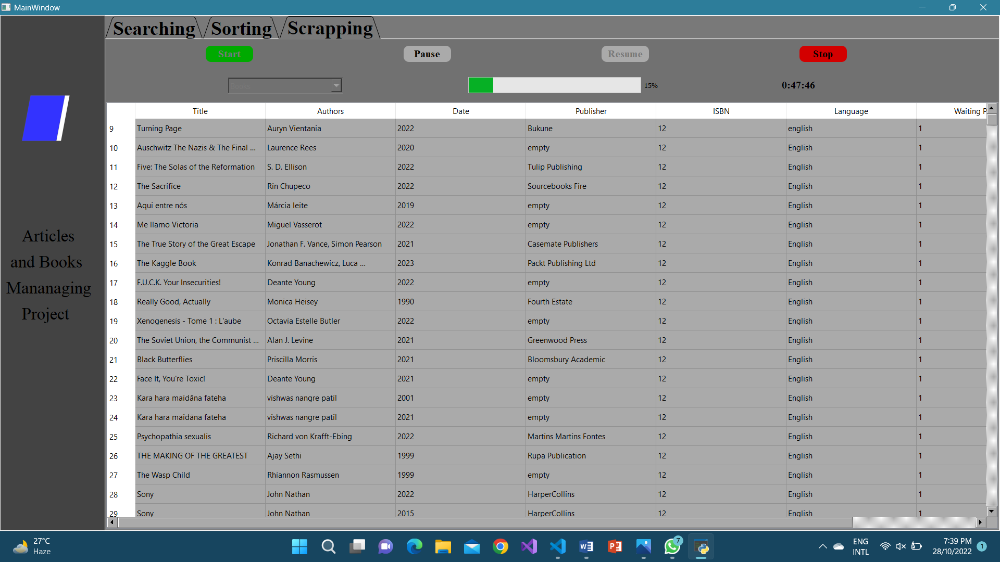 MainWindow
Searching Sorting Scrapping
Start Pause Resume Stop
Books 15% 0:47:46
Title Authors Date Publisher ISBN Language Waiting P
9 Turning Page Auryn Vientania 2022 Bukune 12 english 1
10 Auschwitz The Nazis & The Final ... Laurence Rees 2020 empty 12 English 1
11 Five: The Solas of the Reformation S. D. Ellison 2022 Tulip Publishing 12 English 1
12 The Sacrifice Rin Chupeco 2022 Sourcebooks Fire 12 English 1
13 Aqui entre nós Márcia leite 2019 empty 12 English 1
14 Me llamo Victoria Miguel Vasserot 2022 empty 12 English 1
15 The True Story of the Great Escape Jonathan F. Vance, Simon Pearson 2021 Casemate Publishers 12 English 1
16 The Kaggle Book Konrad Banachewicz, Luca ... 2023 Packt Publishing Ltd 12 English 1
17 F.U.C.K. Your Insecurities! Deante Young 2022 empty 12 English 1
18 Really Good, Actually Monica Heisey 1990 Fourth Estate 12 English 1
19 Xenogenesis - Tome 1 : L'aube Octavia Estelle Butler 2022 empty 12 English 1
20 The Soviet Union, the Communist ... Alan J. Levine 2021 Greenwood Press 12 English 1
21 Black Butterflies Priscilla Morris 2021 Bloomsbury Academic 12 English 1
22 Face It, You're Toxic! Deante Young 2021 empty 12 English 1
23 Kara hara maidāna fateha vishwas nangre patil 2001 empty 12 English 1
24 Kara hara maidāna fateha vishwas nangre patil 2021 empty 12 English 1
25 Psychopathia sexualis Richard von Krafft-Ebing 2022 Martins Martins Fontes 12 English 1
26 THE MAKING OF THE GREATEST Ajay Sethi 1999 Rupa Publication 12 English 1
27 The Wasp Child Rhiannon Rasmussen 1999 empty 12 English 1
28 Sony John Nathan 2022 HarperCollins 12 English 1
29 Sony John Nathan 2015 HarperCollins 12 English 1
Articles
and Books
Mananaging
Project
27°C
Haze
7
ENG
INTL
7:39 PM
28/10/2022
1